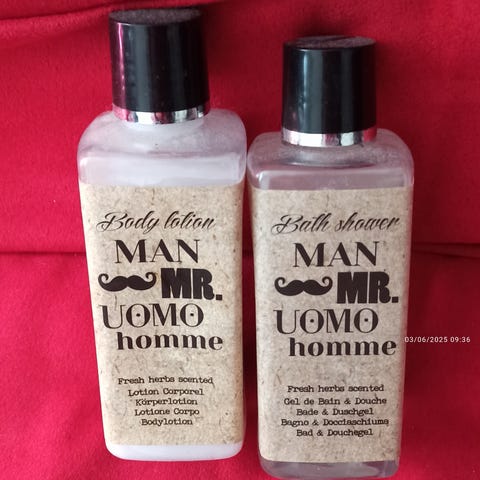 Body lotion
MAN
MR.
UOMO
homme
Fresh herbs scented
Lotion Corporel
Körperlotion
Lotione Corpo
Bodylotion
Bath shower
MAN
MR.
UOMO
homme
Fresh herbs scented
Gel de Bain & Douche
Bade & Duschgel
Bagno & Docciaschiuma
Bad & Douchegel
03/06/2025 09:36